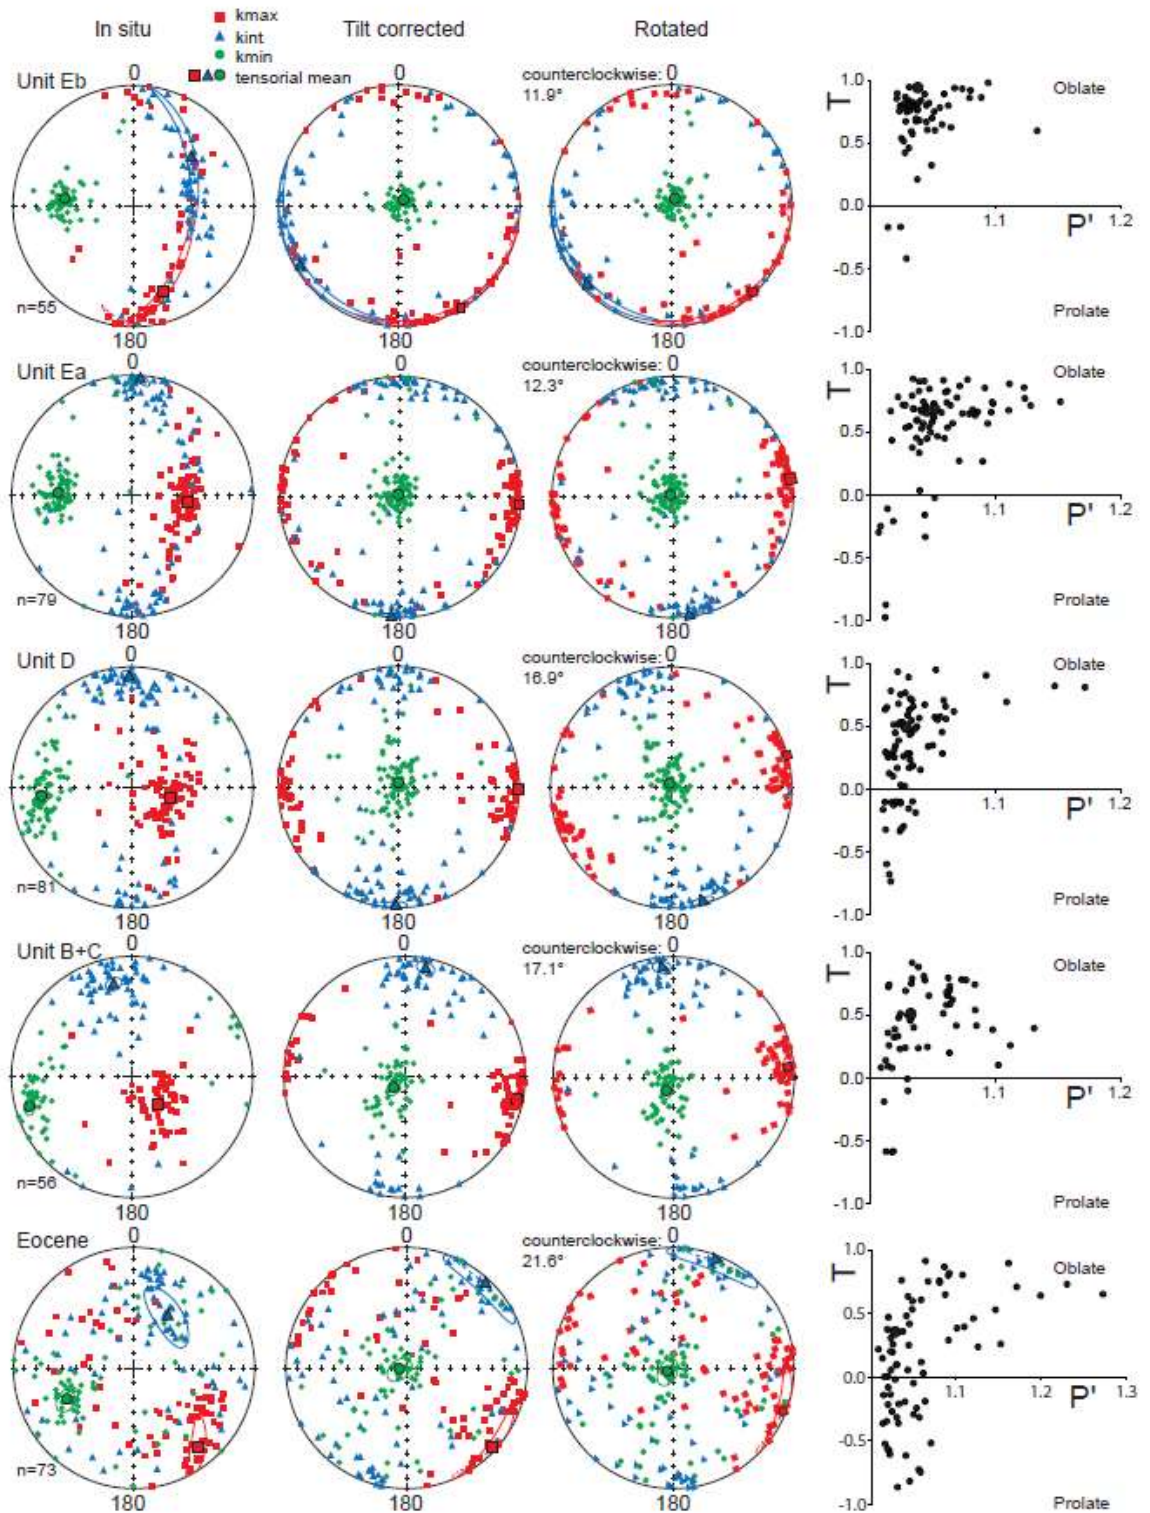 In situ
kmax
kint
kmin
tensorial mean
Tilt corrected
Rotated
Unit Eb
0
0
counterclockwise: 0
11.9°
n=55
180
180
180
1.0
T
0.5
0.0
-0.5
-1.0
Oblate
1.1
P'
1.2
Prolate
Unit Ea
0
0
counterclockwise: 0
12.3°
n=79
180
180
180
1.0
T
0.5
0.0
-0.5
-1.0
Oblate
1.1
P'
1.2
Prolate
Unit D
0
0
counterclockwise: 0
16.9°
n=81
180
180
180
1.0
T
0.5
0.0
-0.5
-1.0
Oblate
1.1
P'
1.2
Prolate
Unit B+C
0
0
counterclockwise: 0
17.1°
n=56
180
180
180
1.0
T
0.5
0.0
-0.5
-1.0
Oblate
1.1
P'
1.2
Prolate
Eocene
0
0
counterclockwise: 0
21.6°
n=73
180
180
180
1.0
T
0.5
0.0
-0.5
-1.0
Oblate
1.1
1.2
P'
1.3
Prolate